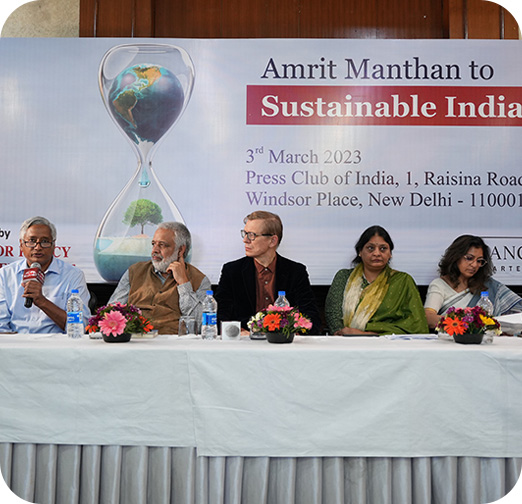 Amrit Manthan to
Sustainable India
3rd March 2023
Press Club of India, 1, Raisina Road
Windsor Place, New Delhi - 110001
by